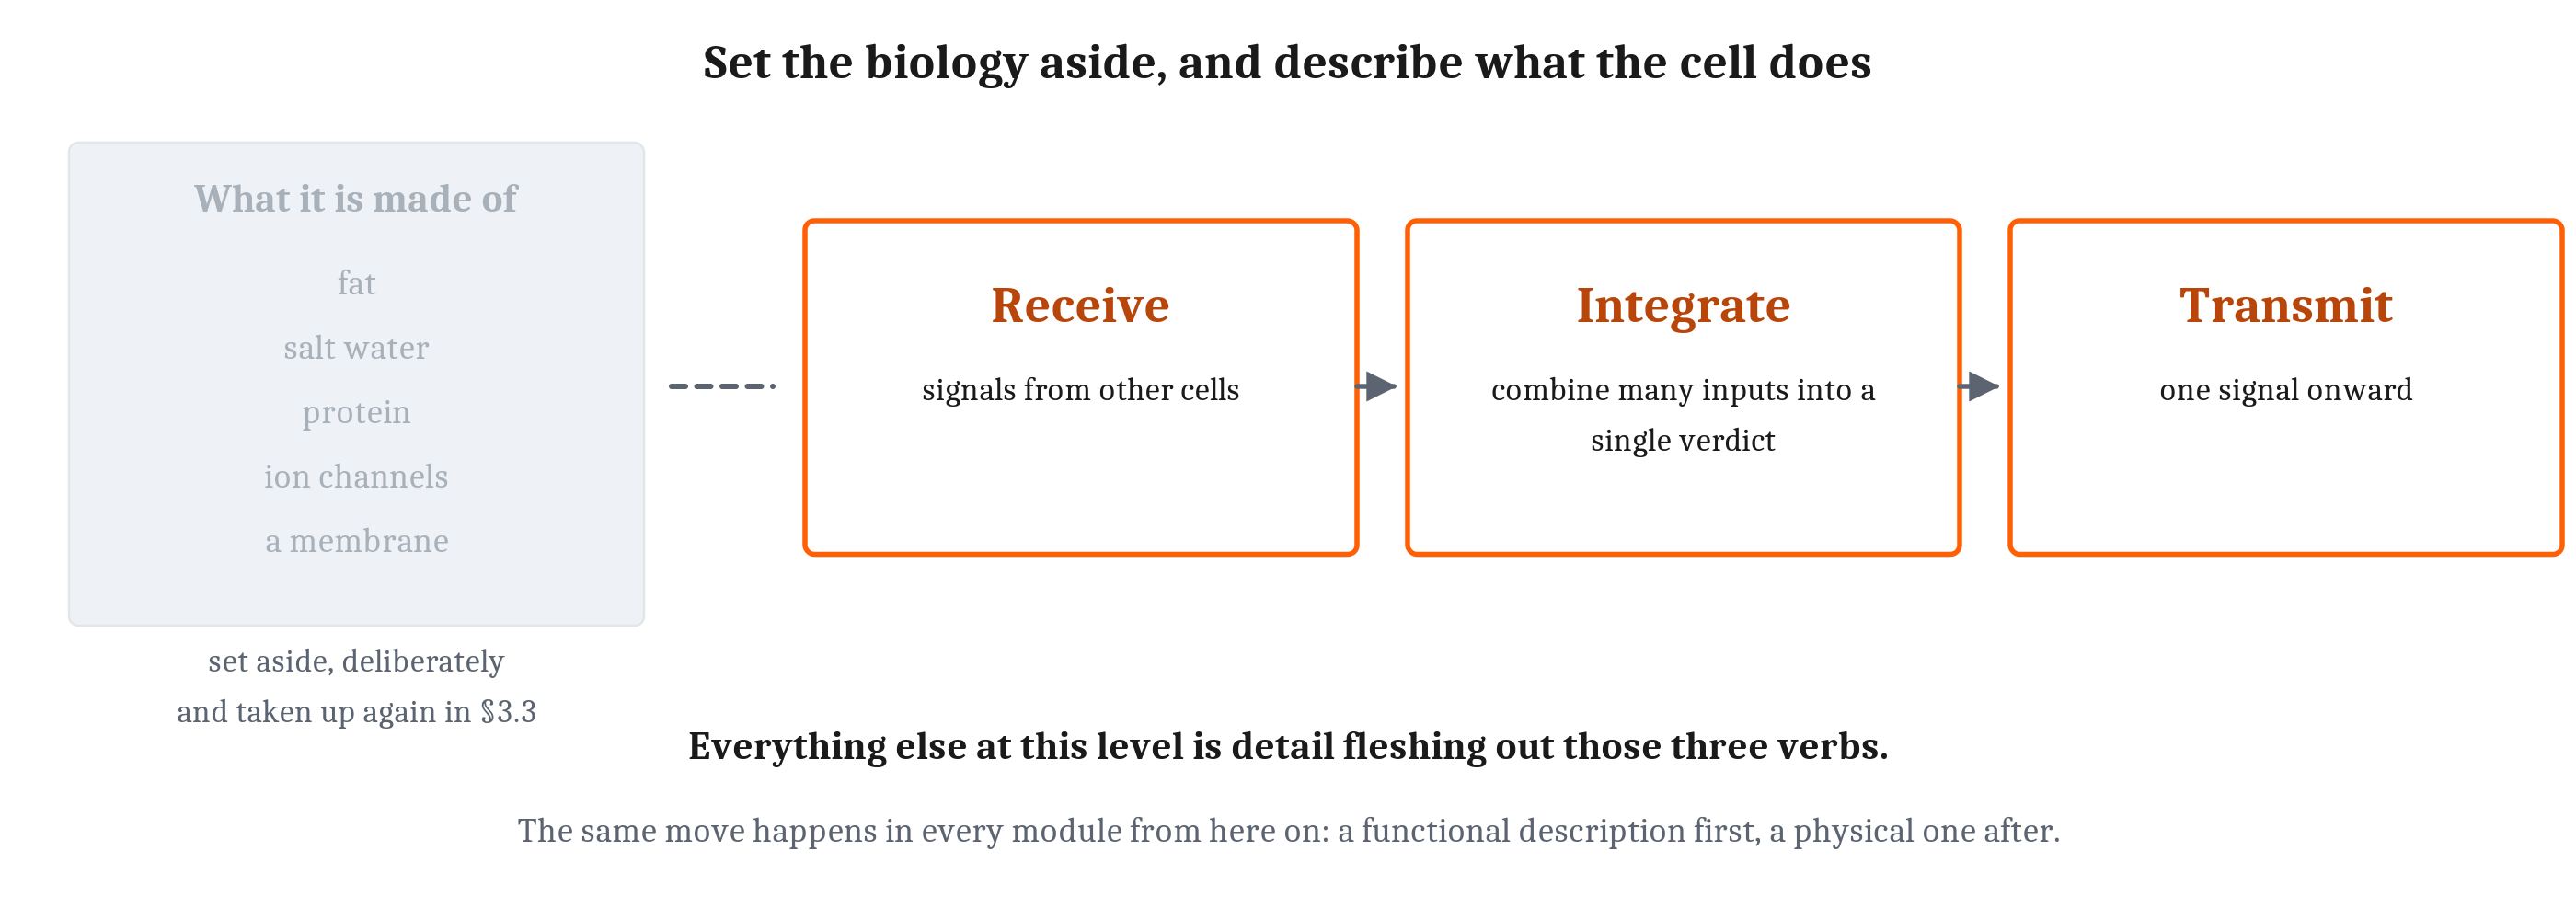 Set the biology aside, and describe what the cell does
What it is made of
fat
salt water
protein
ion channels
a membrane
set aside, deliberately
and taken up again in §3.3
Receive
signals from other cells
Integrate
combine many inputs into a
single verdict
Transmit
one signal onward
Everything else at this level is detail fleshing out those three verbs.
The same move happens in every module from here on: a functional description first, a physical one after.